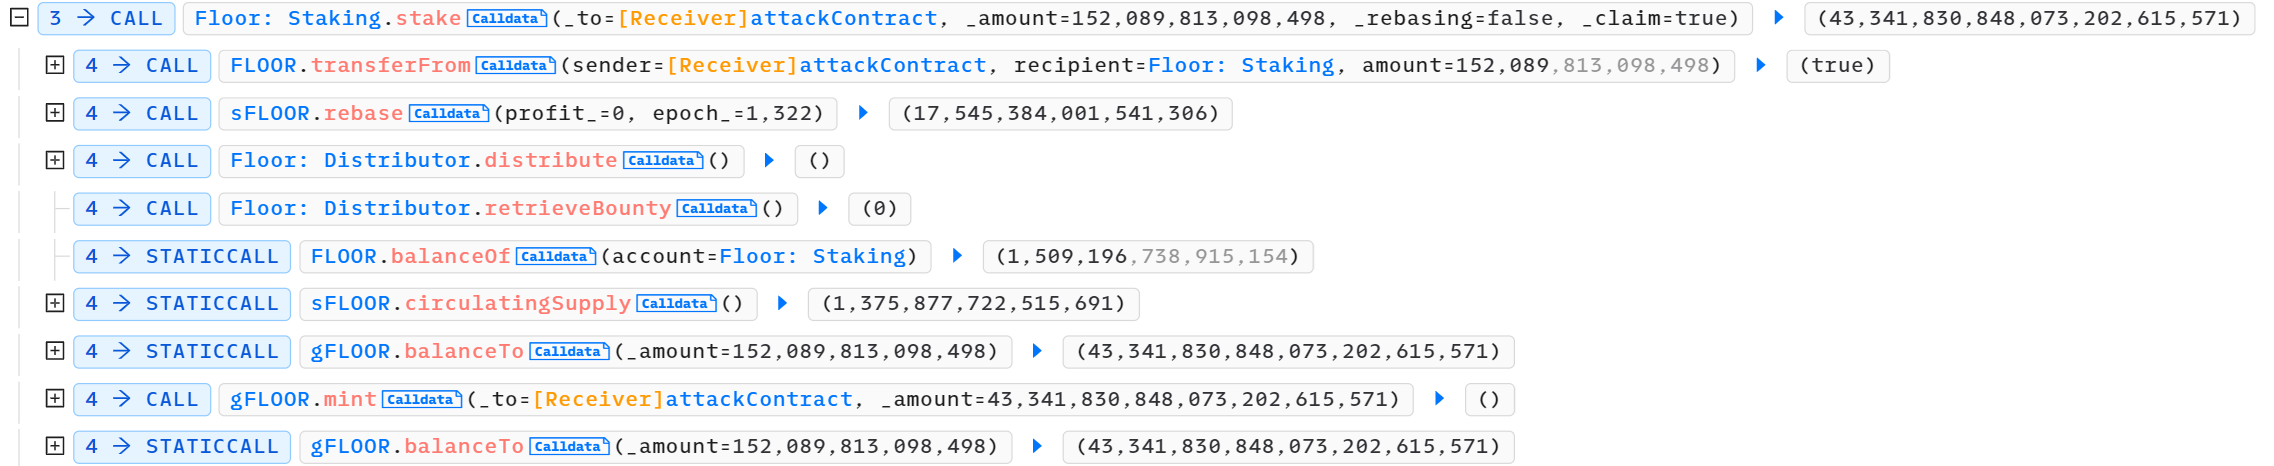 3 → CALL Floor: Staking.stake Calldata (_to=[Receiver]attackContract, _amount=152,089,813,098,498, _rebasing=false, _claim=true) (43,341,830,848,073,202,615,571)
4 → CALL FLOOR.transferFrom Calldata (sender=[Receiver]attackContract, recipient=Floor: Staking, amount=152,089,813,098,498) (true)
4 → CALL sFLOOR.rebase Calldata (profit_=0, epoch_=1,322) (17,545,384,001,541,306)
4 → CALL Floor: Distributor.distribute Calldata () ()
4 → CALL Floor: Distributor.retrieveBounty Calldata () (0)
4 → STATICCALL FLOOR.balanceOf Calldata (account=Floor: Staking) (1,509,196,738,915,154)
4 → STATICCALL sFLOOR.circulatingSupply Calldata () (1,375,877,722,515,691)
4 → STATICCALL gFLOOR.balanceTo Calldata (_amount=152,089,813,098,498) (43,341,830,848,073,202,615,571)
4 → CALL gFLOOR.mint Calldata (_to=[Receiver]attackContract, _amount=43,341,830,848,073,202,615,571) ()
4 → STATICCALL gFLOOR.balanceTo Calldata (_amount=152,089,813,098,498) (43,341,830,848,073,202,615,571)